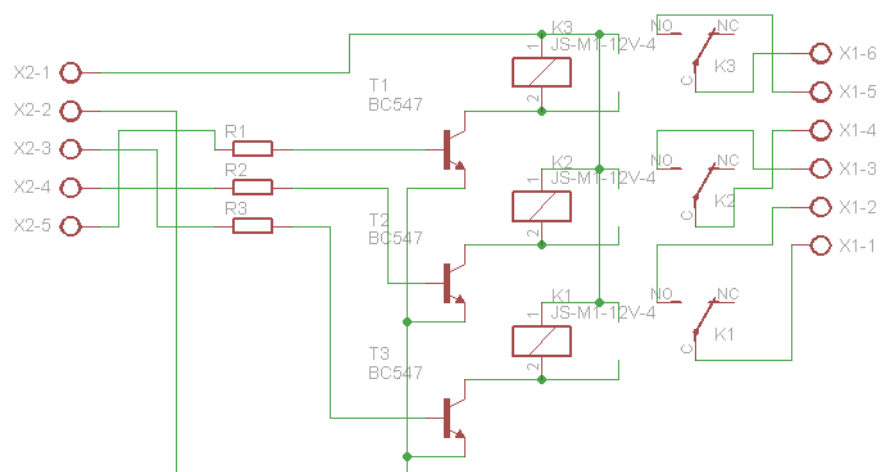 K3
1
JS-M1-12V-4
2
NO
NC
C
K3
X1-6
X1-5
X1-4
X1-3
X1-2
X1-1
X2-1
X2-2
X2-3
X2-4
X2-5
T1
BC547
R1
R2
R3
K2
1
JS-M1-12V-4
2
NO
NC
C
K2
T2
BC547
K1
1
JS-M1-12V-4
2
NO
NC
C
K1
T3
BC547